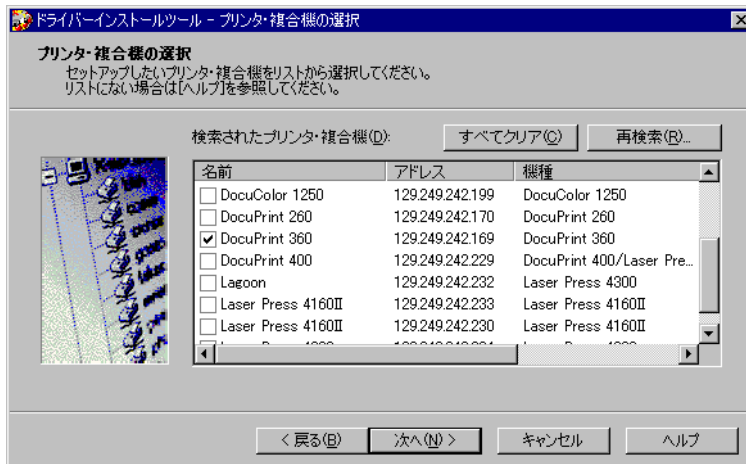 ドライバーインストールツール - プリンタ・複合機の選択
プリンタ・複合機の選択
セットアップしたいプリンタ・複合機をリストから選択してください。
リストにない場合は[ヘルプ]を参照してください。
検索されたプリンタ・複合機(D): すべてクリア(C) 再検索(R)...
名前 アドレス 機種
DocuColor 1250 129.249.242.199 DocuColor 1250
DocuPrint 260 129.249.242.170 DocuPrint 260
DocuPrint 360 129.249.242.169 DocuPrint 360
DocuPrint 400 129.249.242.229 DocuPrint 400/Laser Pre...
Lagoon 129.249.242.232 Laser Press 4300
Laser Press 4160II 129.249.242.233 Laser Press 4160II
Laser Press 4160II 129.249.242.230 Laser Press 4160II
< 戻る(B) 次へ(N) > キャンセル ヘルプ